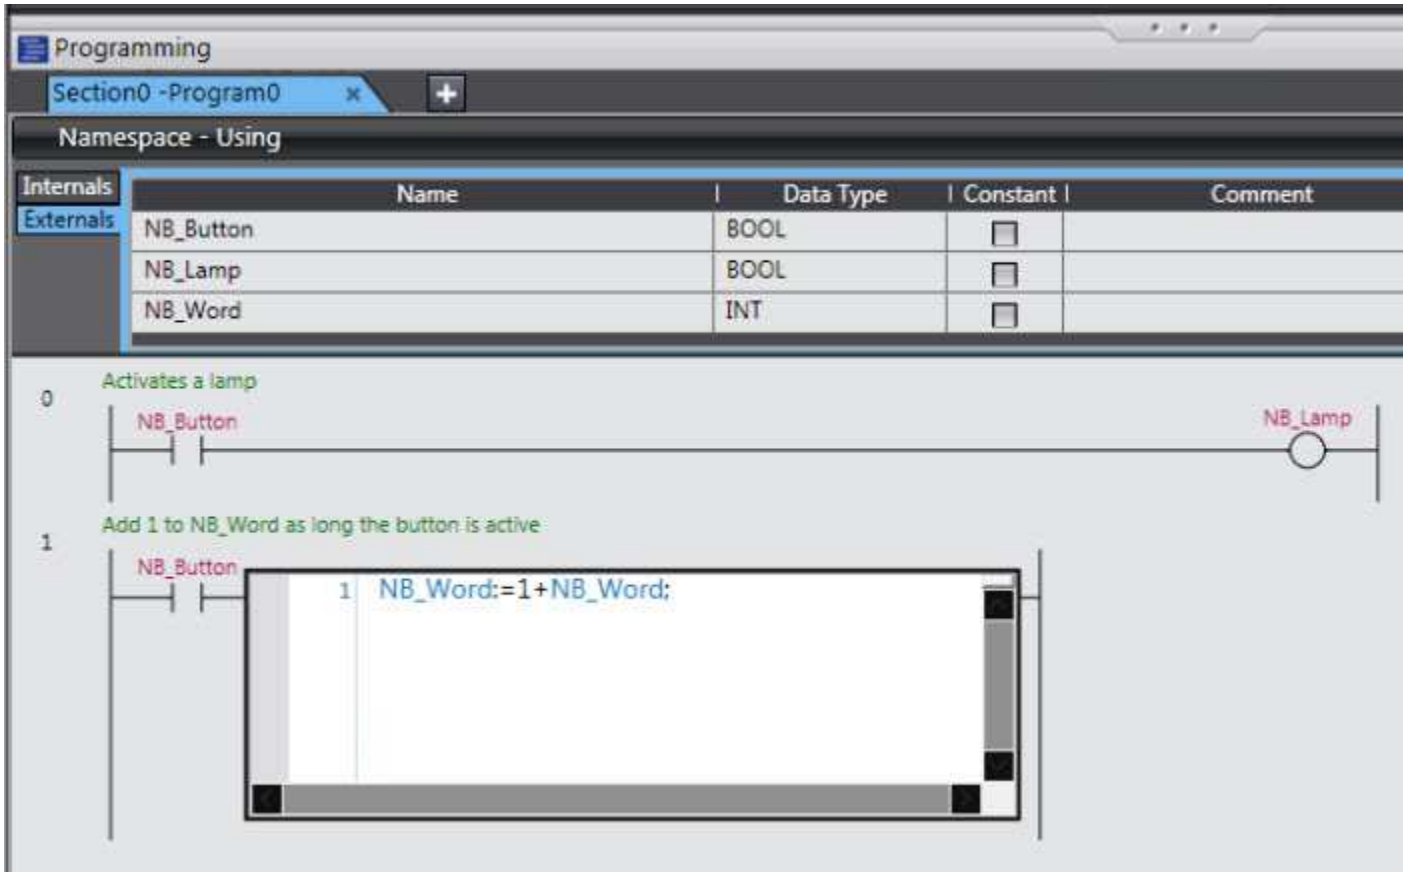 Programming
Section0 -Program0 × +
Namespace - Using
Internals
Externals
Name Data Type Constant Comment
NB_Button BOOL
NB_Lamp BOOL
NB_Word INT
0 Activates a lamp
NB_Button NB_Lamp
1 Add 1 to NB_Word as long the button is active
NB_Button
1 NB_Word:=1+NB_Word;